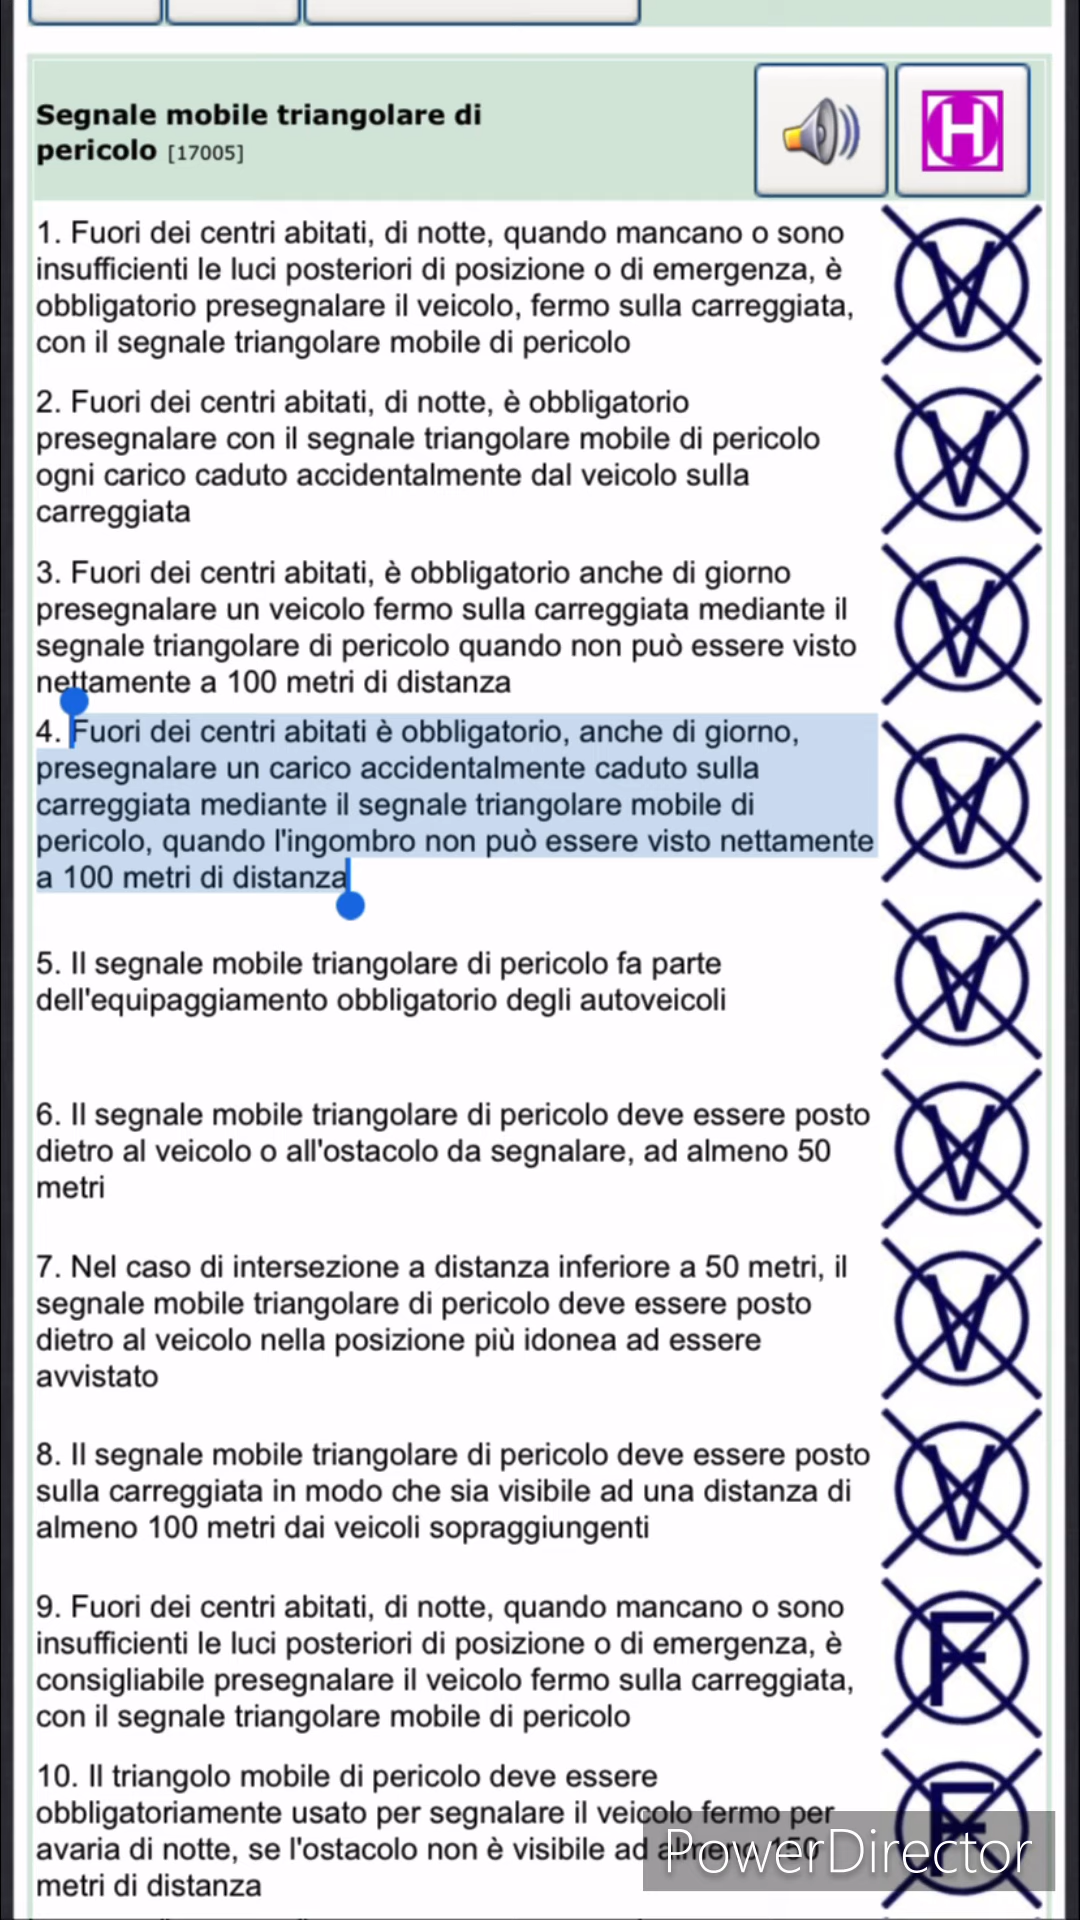 Segnale mobile triangolare di
pericolo [17005]
H
1. Fuori dei centri abitati, di notte, quando mancano o sono
insufficienti le luci posteriori di posizione o di emergenza, è
obbligatorio presegnalare il veicolo, fermo sulla carreggiata,
con il segnale triangolare mobile di pericolo
V
2. Fuori dei centri abitati, di notte, è obbligatorio
presegnalare con il segnale triangolare mobile di pericolo
ogni carico caduto accidentalmente dal veicolo sulla
carreggiata
V
3. Fuori dei centri abitati, è obbligatorio anche di giorno
presegnalare un veicolo fermo sulla carreggiata mediante il
segnale triangolare di pericolo quando non può essere visto
nettamente a 100 metri di distanza
V
4. Fuori dei centri abitati è obbligatorio, anche di giorno,
presegnalare un carico accidentalmente caduto sulla
carreggiata mediante il segnale triangolare mobile di
pericolo, quando l'ingombro non può essere visto nettamente
a 100 metri di distanza
V
5. Il segnale mobile triangolare di pericolo fa parte
dell'equipaggiamento obbligatorio degli autoveicoli
V
6. Il segnale mobile triangolare di pericolo deve essere posto
dietro al veicolo o all'ostacolo da segnalare, ad almeno 50
metri
V
7. Nel caso di intersezione a distanza inferiore a 50 metri, il
segnale mobile triangolare di pericolo deve essere posto
dietro al veicolo nella posizione più idonea ad essere
avvistato
V
8. Il segnale mobile triangolare di pericolo deve essere posto
sulla carreggiata in modo che sia visibile ad una distanza di
almeno 100 metri dai veicoli sopraggiungenti
V
9. Fuori dei centri abitati, di notte, quando mancano o sono
insufficienti le luci posteriori di posizione o di emergenza, è
consigliabile presegnalare il veicolo fermo sulla carreggiata,
con il segnale triangolare mobile di pericolo
F
10. Il triangolo mobile di pericolo deve essere
obbligatoriamente usato per segnalare il veicolo fermo per
avaria di notte, se l'ostacolo non è visibile ad almeno 150
metri di distanza
F
PowerDirector